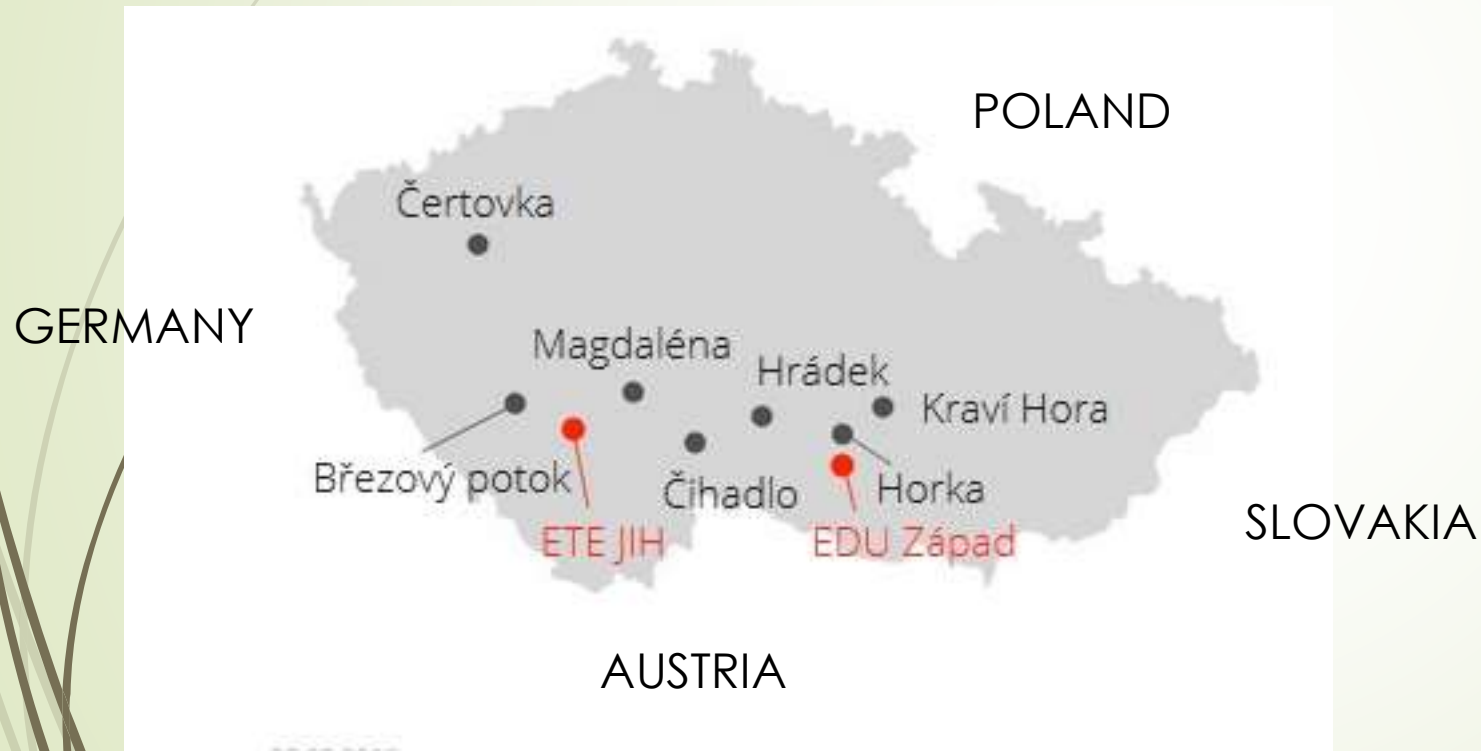 POLAND
Čertovka
GERMANY
Magdaléna
Hrádek
Kraví Hora
Březový potok
Čihadlo
Horka
ETE JIH
EDU Západ
SLOVAKIA
AUSTRIA